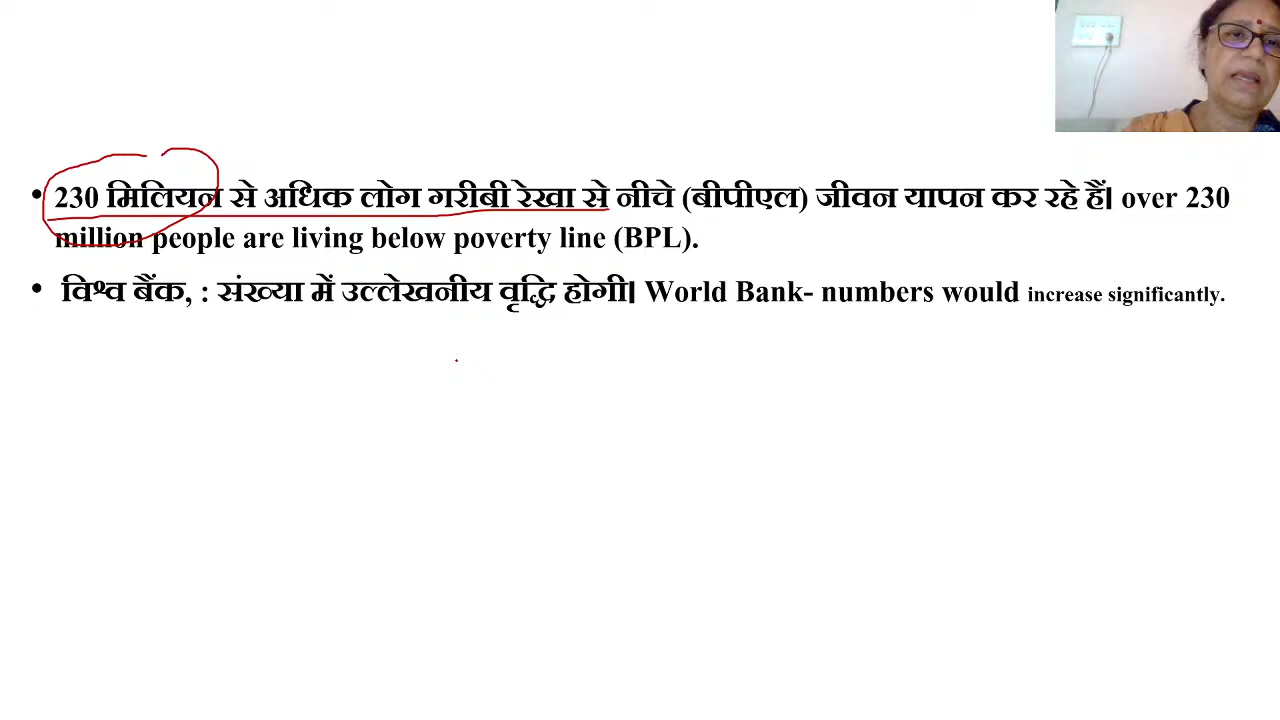 • 230 मिलियन से अधिक लोग गरीबी रेखा से नीचे (बीपीएल) जीवन यापन कर रहे हैं। over 230
million people are living below poverty line (BPL).
• विश्व बैंक, : संख्या में उल्लेखनीय वृद्धि होगी। World Bank- numbers would increase significantly.